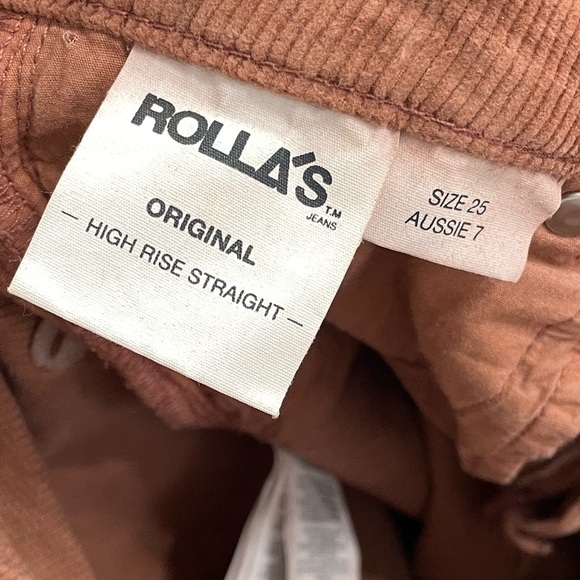 ROLLA'S
TM
JEANS
ORIGINAL
— HIGH RISE STRAIGHT —
SIZE 25
AUSSIE 7